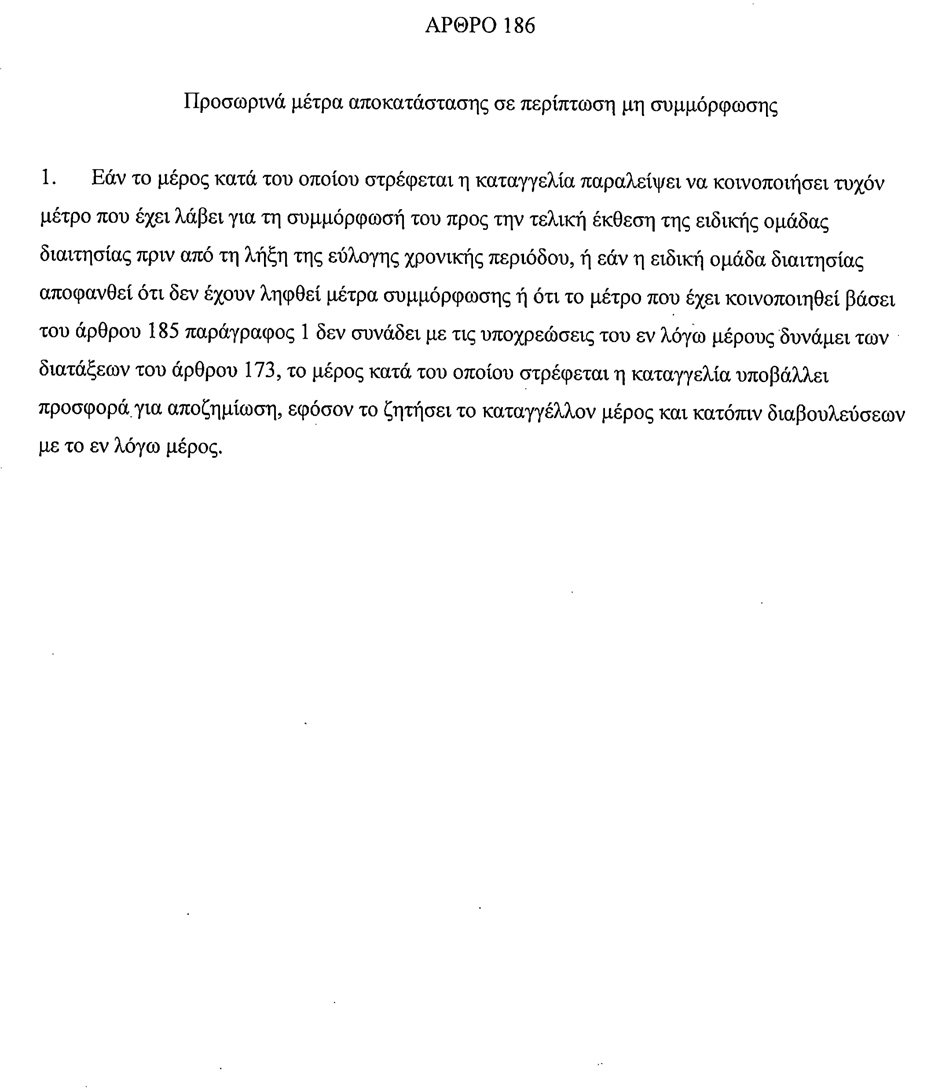 ΑΡΘΡΟ 186
Προσωρινά μέτρα αποκατάστασης σε περίπτωση μη συμμόρφωσης
1. Εάν το μέρος κατά του οποίου στρέφεται η καταγγελία παραλείψει να κοινοποιήσει τυχόν
μέτρο που έχει λάβει για τη συμμόρφωσή του προς την τελική έκθεση της ειδικής ομάδας
διαιτησίας πριν από τη λήξη της εύλογης χρονικής περιόδου, ή εάν η ειδική ομάδα διαιτησίας
αποφανθεί ότι δεν έχουν ληφθεί μέτρα συμμόρφωσης ή ότι το μέτρο που έχει κοινοποιηθεί βάσει
του άρθρου 185 παράγραφος 1 δεν συνάδει με τις υποχρεώσεις του εν λόγω μέρους δυνάμει των
διατάξεων του άρθρου 173, το μέρος κατά του οποίου στρέφεται η καταγγελία υποβάλλει
προσφορά για αποζημίωση, εφόσον το ζητήσει το καταγγέλλον μέρος και κατόπιν διαβουλεύσεων
με το εν λόγω μέρος.